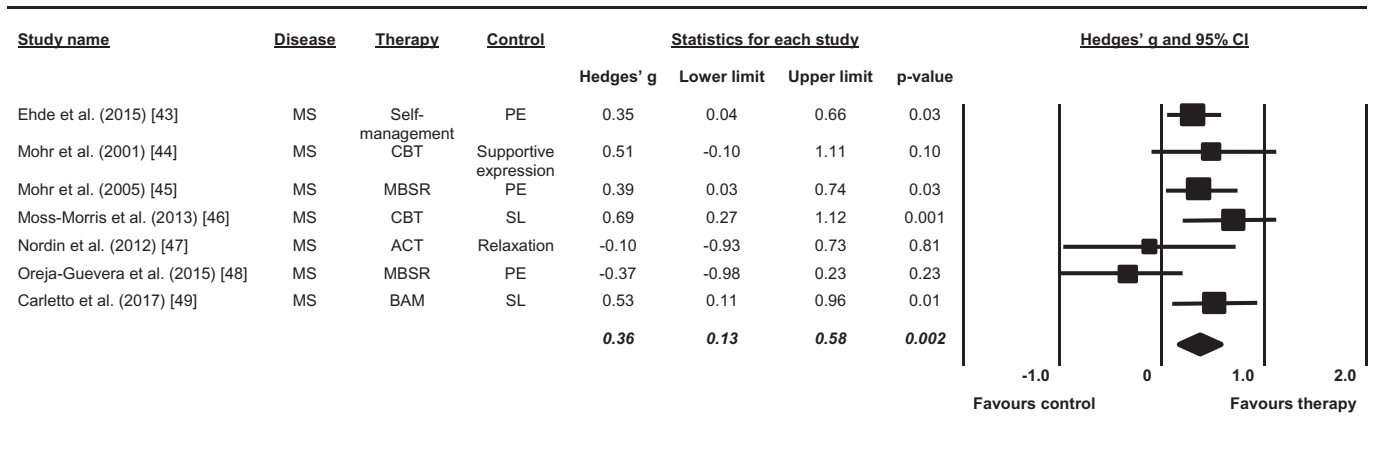 Study name Disease Therapy Control Statistics for each study Hedges' g and 95% CI
Hedges' g Lower limit Upper limit p-value
Ehde et al. (2015) [43] MS Self-management PE 0.35 0.04 0.66 0.03
Mohr et al. (2001) [44] MS CBT Supportive expression 0.51 -0.10 1.11 0.10
Mohr et al. (2005) [45] MS MBSR PE 0.39 0.03 0.74 0.03
Moss-Morris et al. (2013) [46] MS CBT SL 0.69 0.27 1.12 0.001
Nordin et al. (2012) [47] MS ACT Relaxation -0.10 -0.93 0.73 0.81
Oreja-Guevera et al. (2015) [48] MS MBSR PE -0.37 -0.98 0.23 0.23
Carletto et al. (2017) [49] MS BAM SL 0.53 0.11 0.96 0.01
0.36 0.13 0.58 0.002
-1.0 0 1.0 2.0
Favours control Favours therapy